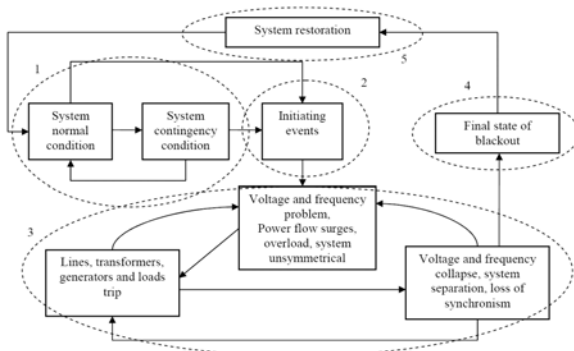 System restoration
5
1
2
4
System
normal
condition
System
contingency
condition
Initiating
events
Final state of
blackout
3
Voltage and frequency
problem,
Power flow surges,
overload, system
unsymmetrical
Lines, transformers,
generators and loads
trip
Voltage and frequency
collapse, system
separation, loss of
synchronism